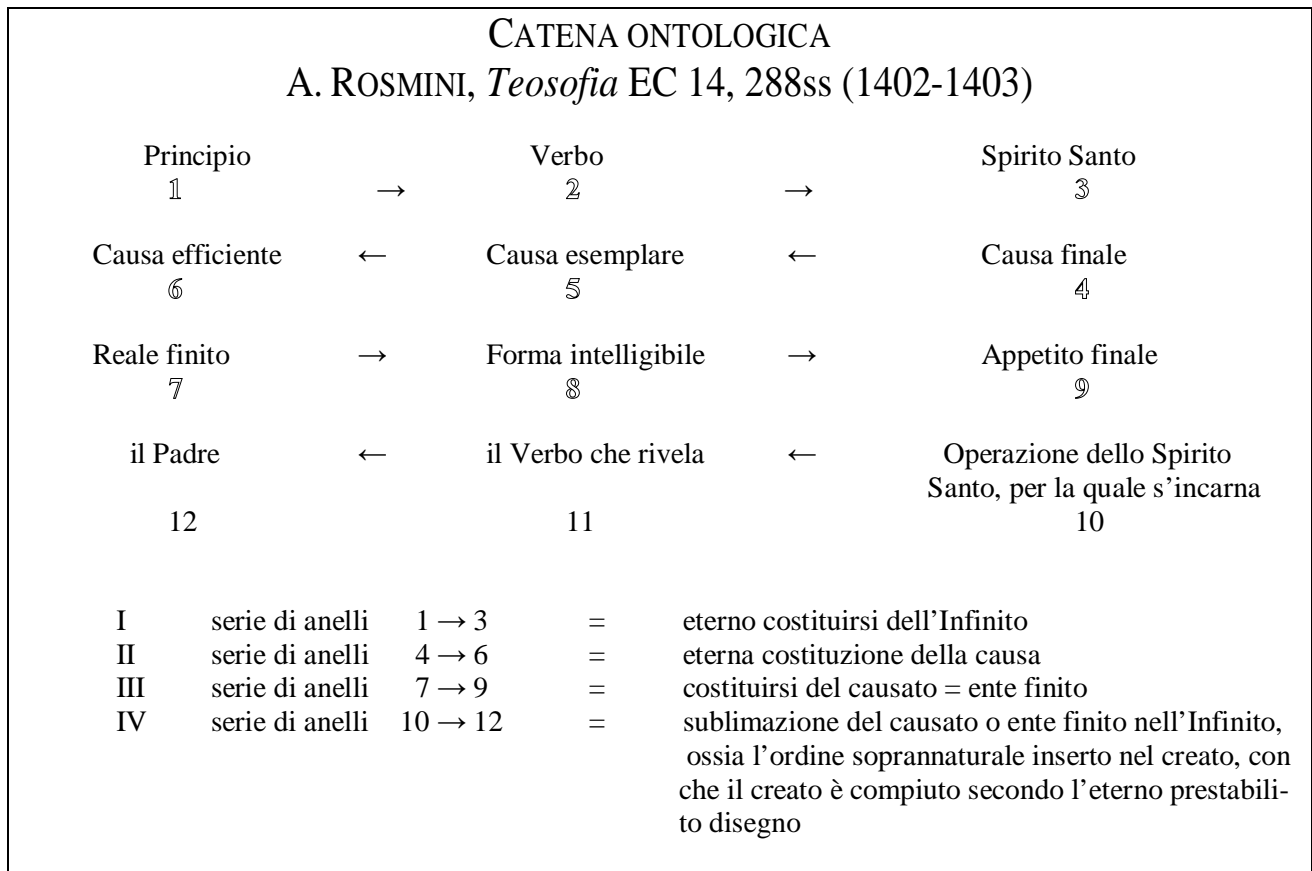 CATENA ONTOLOGICA
A. ROSMINI, Teosofia EC 14, 288ss (1402-1403)
Principio Verbo Spirito Santo
𝟙 → 𝟚 → 𝟛
Causa efficiente ← Causa esemplare ← Causa finale
𝟞 𝟝 𝟜
Reale finito → Forma intelligibile → Appetito finale
𝟟 𝟠 𝟡
il Padre ← il Verbo che rivela ← Operazione dello Spirito
Santo, per la quale s’incarna
12 11 10
I serie di anelli 1 → 3 = eterno costituirsi dell’Infinito
II serie di anelli 4 → 6 = eterna costituzione della causa
III serie di anelli 7 → 9 = costituirsi del causato = ente finito
IV serie di anelli 10 → 12 = sublimazione del causato o ente finito nell’Infinito,
ossia l’ordine soprannaturale inserto nel creato, con
che il creato è compiuto secondo l’eterno prestabili-
to disegno